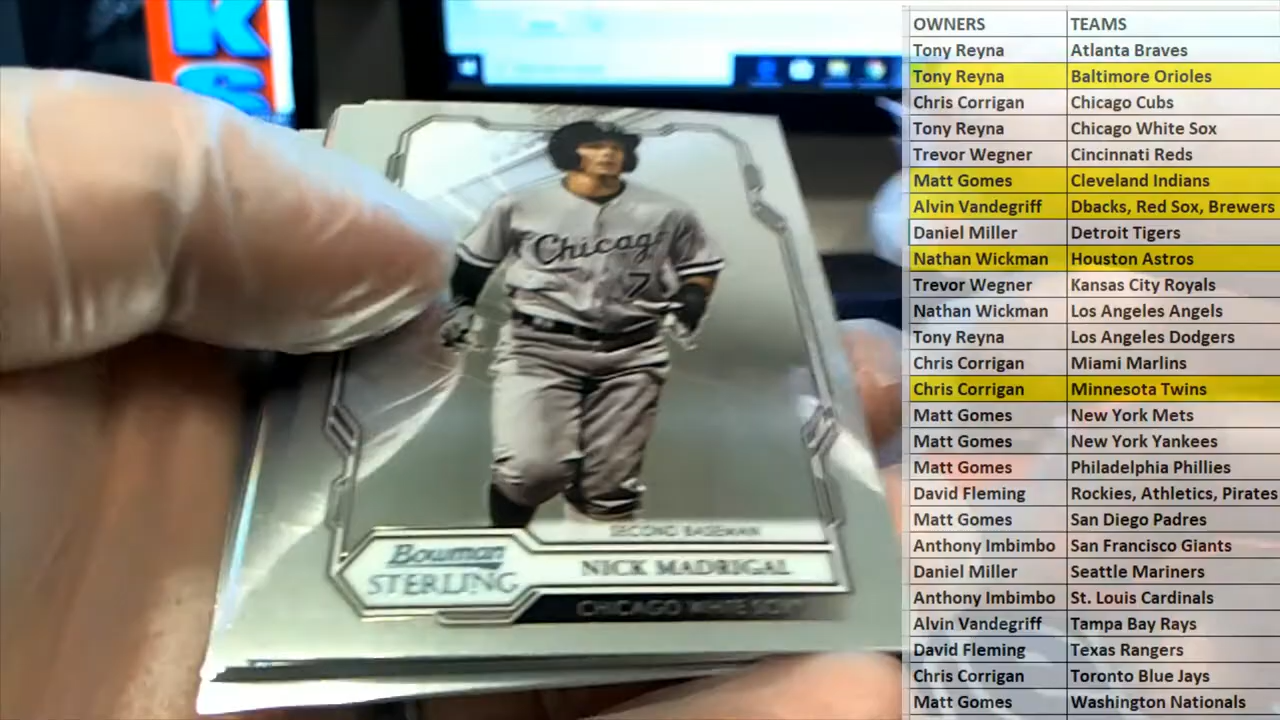 KS
Chicago
7
SECOND BASEMAN
Bowman
STERLING
NICK MADRIGAL
CHICAGO WHITE SOX
OWNERS TEAMS
Tony Reyna Atlanta Braves
Tony Reyna Baltimore Orioles
Chris Corrigan Chicago Cubs
Tony Reyna Chicago White Sox
Trevor Wegner Cincinnati Reds
Matt Gomes Cleveland Indians
Alvin Vandegriff Dbacks, Red Sox, Brewers
Daniel Miller Detroit Tigers
Nathan Wickman Houston Astros
Trevor Wegner Kansas City Royals
Nathan Wickman Los Angeles Angels
Tony Reyna Los Angeles Dodgers
Chris Corrigan Miami Marlins
Chris Corrigan Minnesota Twins
Matt Gomes New York Mets
Matt Gomes New York Yankees
Matt Gomes Philadelphia Phillies
David Fleming Rockies, Athletics, Pirates
Matt Gomes San Diego Padres
Anthony Imbimbo San Francisco Giants
Daniel Miller Seattle Mariners
Anthony Imbimbo St. Louis Cardinals
Alvin Vandegriff Tampa Bay Rays
David Fleming Texas Rangers
Chris Corrigan Toronto Blue Jays
Matt Gomes Washington Nationals